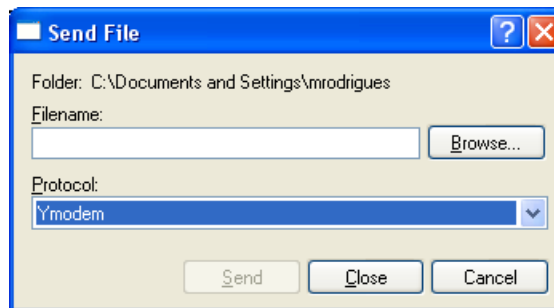 Send File
Folder: C:\Documents and Settings\mrodrigues
Filename:
Browse...
Protocol:
Ymodem
Send Close Cancel